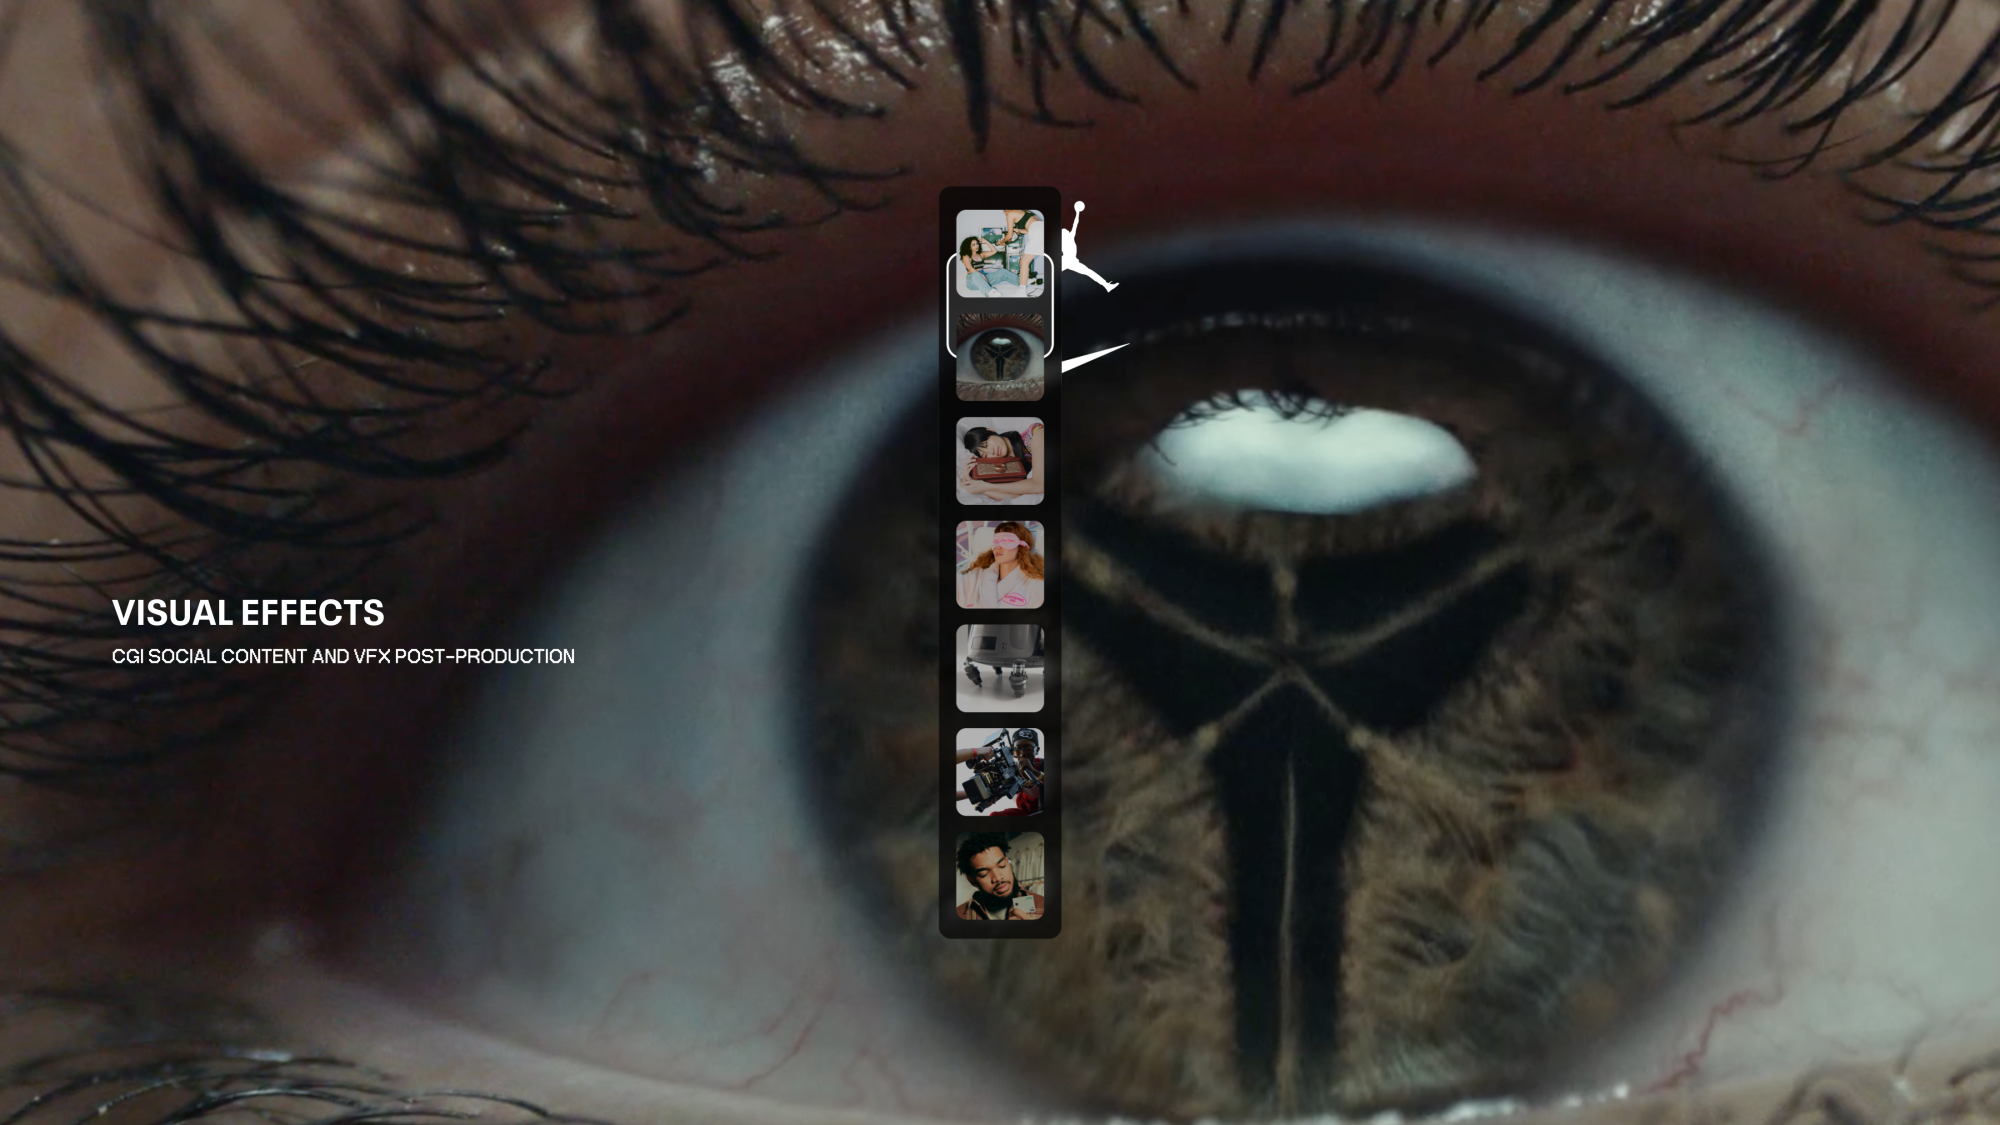 VISUAL EFFECTS
CGI SOCIAL CONTENT AND VFX POST-PRODUCTION